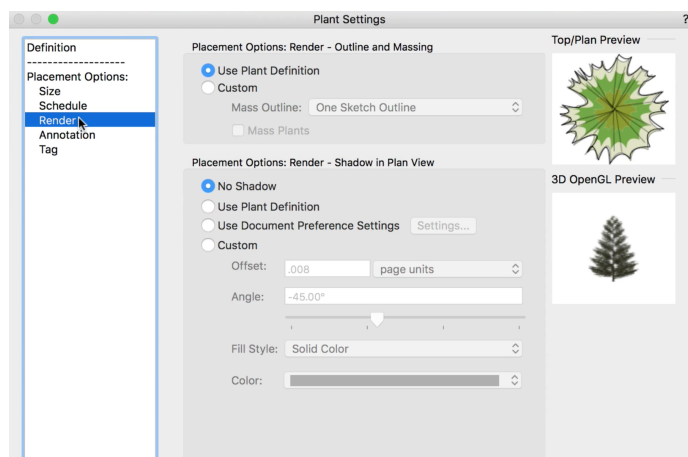 Plant Settings
?
Definition
-------------------
Placement Options:
Size
Schedule
Render
Annotation
Tag
Placement Options: Render - Outline and Massing
Use Plant Definition
Custom
Mass Outline: One Sketch Outline
Mass Plants
Placement Options: Render - Shadow in Plan View
No Shadow
Use Plant Definition
Use Document Preference Settings Settings...
Custom
Offset: .008 page units
Angle: -45.00°
Fill Style: Solid Color
Color:
Top/Plan Preview
3D OpenGL Preview